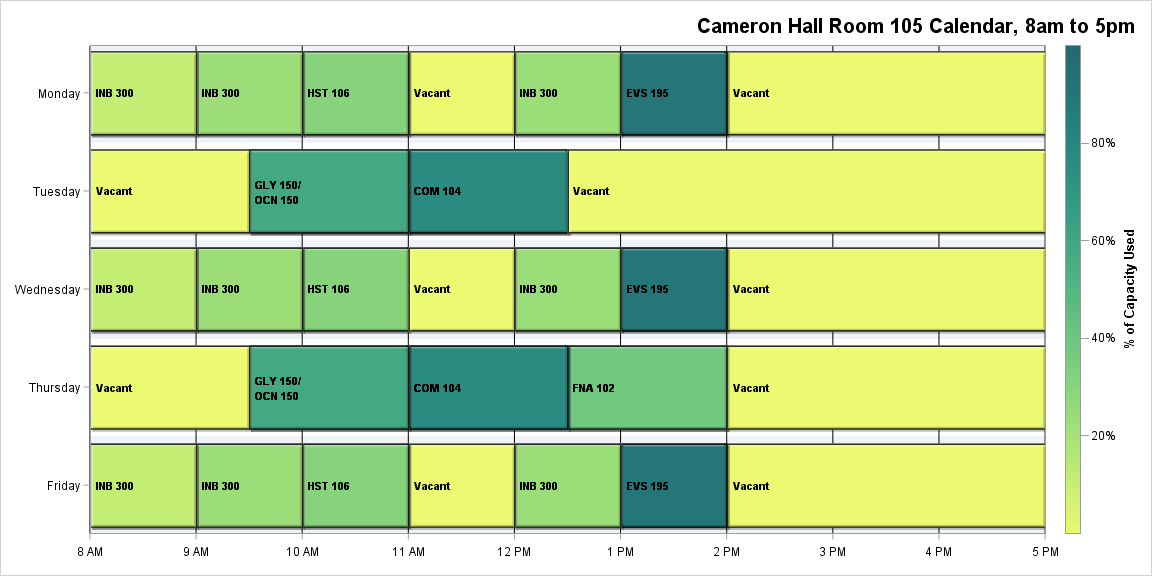 Cameron Hall Room 105 Calendar, 8am to 5pm
Monday
INB 300
INB 300
HST 106
Vacant
INB 300
EVS 195
Vacant
Tuesday
Vacant
GLY 150/
OCN 150
COM 104
Vacant
Wednesday
INB 300
INB 300
HST 106
Vacant
INB 300
EVS 195
Vacant
Thursday
Vacant
GLY 150/
OCN 150
COM 104
FNA 102
Vacant
Friday
INB 300
INB 300
HST 106
Vacant
INB 300
EVS 195
Vacant
8 AM
9 AM
10 AM
11 AM
12 PM
1 PM
2 PM
3 PM
4 PM
5 PM
80%
60%
40%
20%
% of Capacity Used